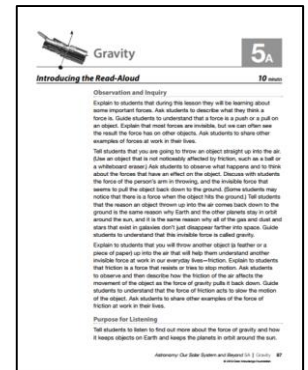 Gravity
5A
Introducing the Read-Aloud
10 minutes
Observation and Inquiry
Explain to students that during this lesson they will be learning about
some important forces. Ask students to describe what they think a
force is. Guide students to understand that a force is a push or a pull on
an object. Explain that most forces are invisible, but we can often see
the result the force has on other objects. Ask students to share other
examples of forces at work in their lives.
Tell students that you are going to throw an object straight up into the air.
(Use an object that is not noticeably affected by friction, such as a ball or
a whiteboard eraser.) Ask students to observe what happens and to think
about the forces that have an effect on the object. Discuss with students
the force of the person's arm in throwing, and the invisible force that
seems to pull the object back down to the ground. (Some students may
notice that there is a force when the object hits the ground.) Tell students
that the reason an object thrown up into the air comes back down to the
ground is the same reason why Earth and the other planets stay in orbit
around the sun, and it is the same reason why all of the gas and dust and
stars that exist in galaxies don't just disappear farther into space. Guide
students to understand that this invisible force is called gravity.
Explain to students that you will throw another object (a feather or a
piece of paper) up into the air that will help them understand another
invisible force at work in our everyday lives—friction. Explain to students
that friction is a force that resists or tries to stop motion. Ask students
to observe and then describe how the friction of the air affects the
movement of the object as the force of gravity pulls it back down. Guide
students to understand that the force of friction acts to slow the motion
of the object. Ask students to share other examples of the force of
friction at work in their lives.
Purpose for Listening
Tell students to listen to find out more about the force of gravity and how
it keeps objects on Earth and keeps the planets in orbit around the sun.
Astronomy: Our Solar System and Beyond 5A | Gravity 87